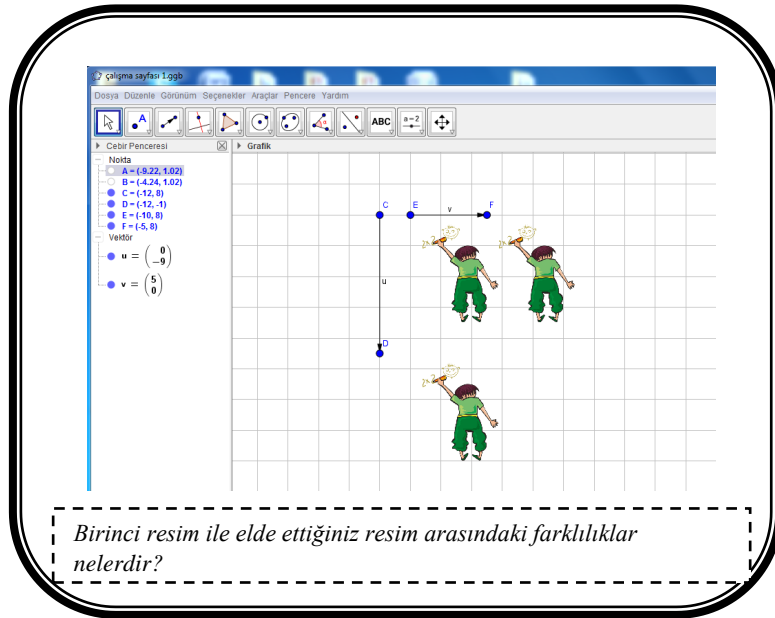 çalışma sayfası 1.ggb
Dosya Düzenle Görünüm Seçenekler Araçlar Pencere Yardım
A
ABC
a=2
Cebir Penceresi
Grafik
Nokta
A = (-9.22, 1.02)
B = (-4.24, 1.02)
C = (-12, 8)
D = (-12, -1)
E = (-10, 8)
F = (-5, 8)
Vektör
u = (0 -9)
v = (5 0)
C E v F
u
D
Birinci resim ile elde ettiğiniz resim arasındaki farklılıklar
nelerdir?